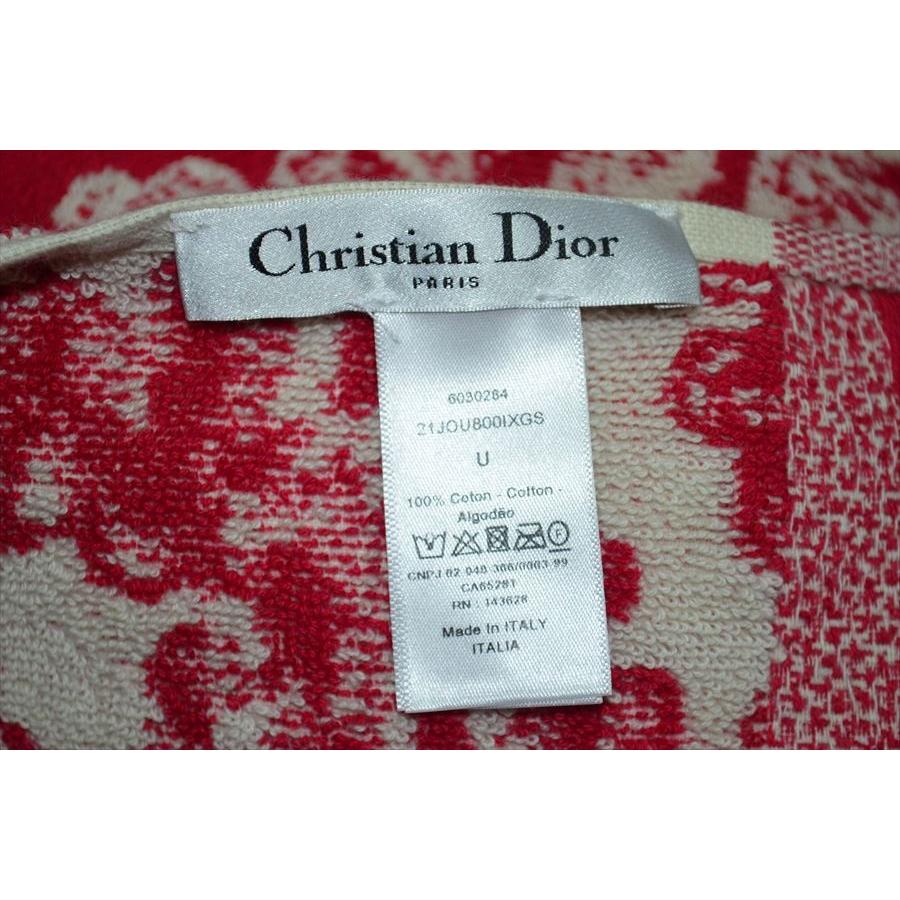 Christian Dior
PARIS
6030284
21JOU800IXGS
U
100% Coton - Cotton -
Algodão
CNPJ 02.048.366/0003.99
CA65281
RN : 143628
Made In ITALY
ITALIA